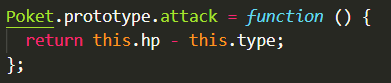 Poket.prototype.attack = function () {
  return this.hp - this.type;
};